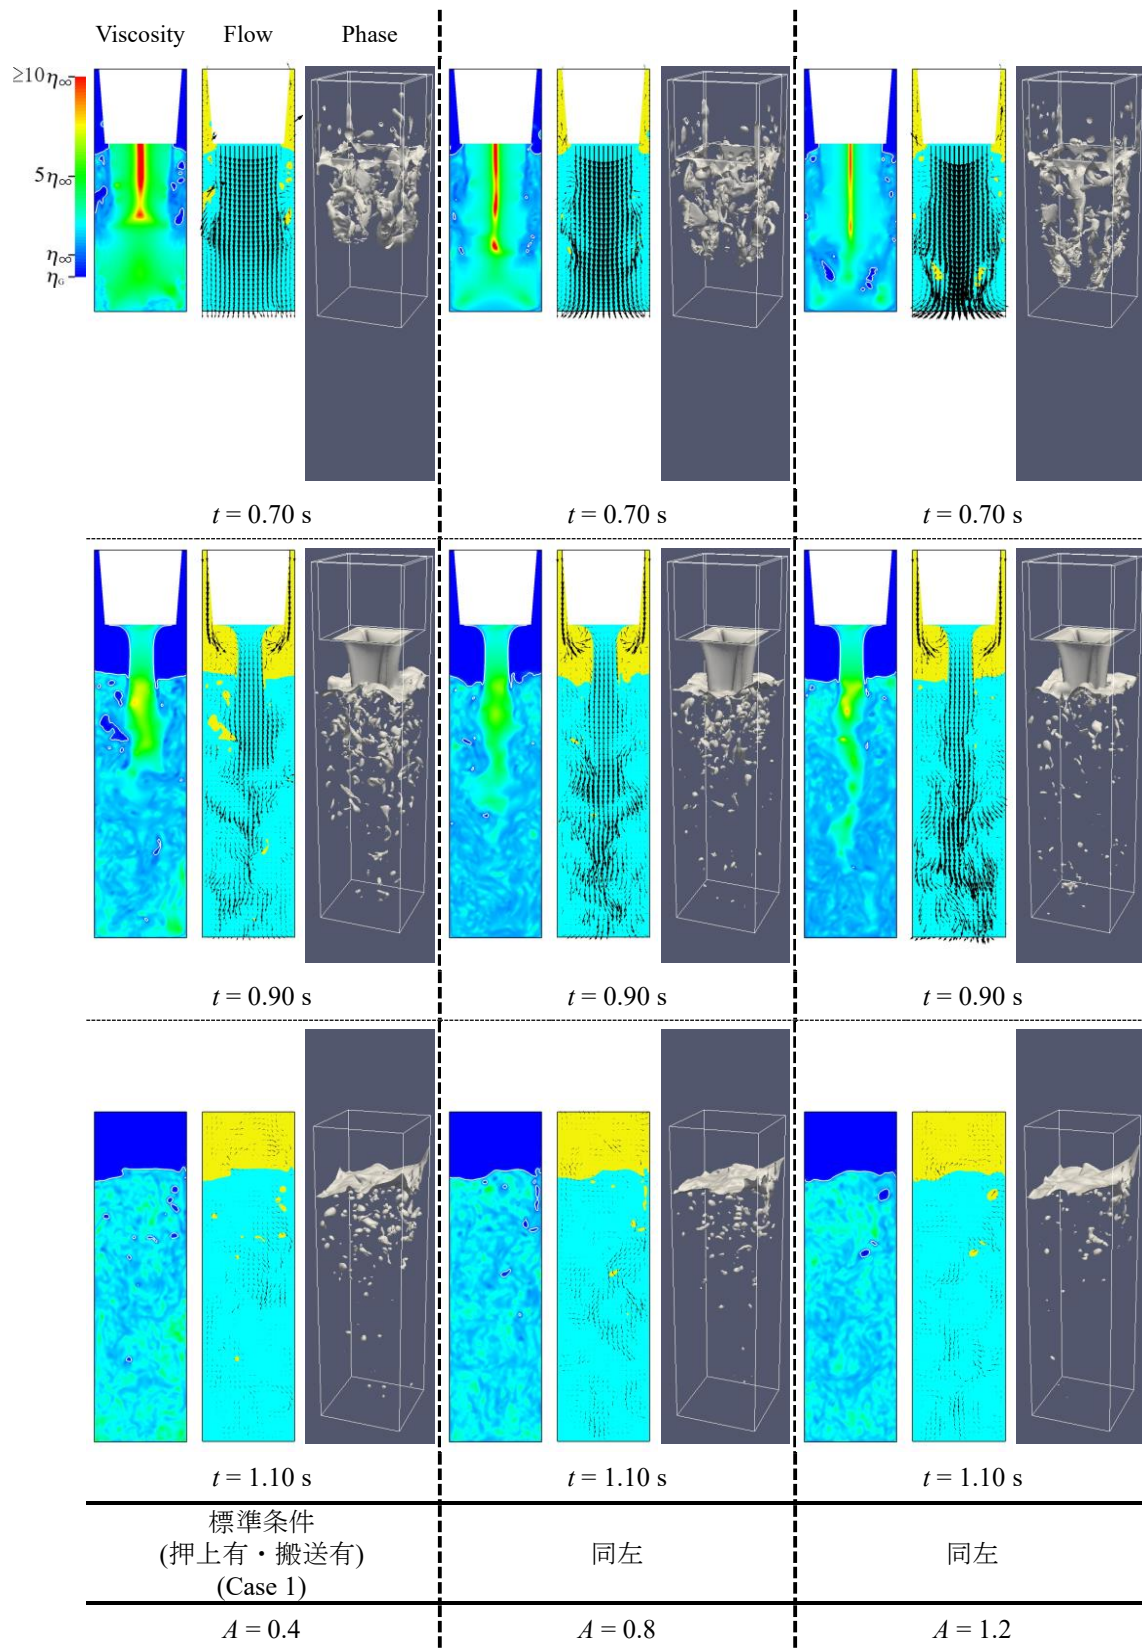 Viscosity Flow Phase
≥10 η∞
5 η∞
η∞
ηG
t = 0.70 s t = 0.70 s t = 0.70 s
t = 0.90 s t = 0.90 s t = 0.90 s
t = 1.10 s t = 1.10 s t = 1.10 s
標準条件
(押上有・搬送有) 同左 同左
(Case 1)
A = 0.4 A = 0.8 A = 1.2